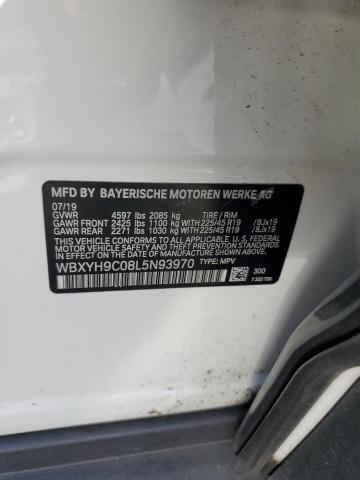 MFD BY BAYERISCHE MOTOREN WERKE AG
07/19
GVWR 4597 lbs 2085 kg TIRE / RIM
GAWR FRONT 2425 lbs 1100 kg WITH 225/45 R19 /8Jx19
GAWR REAR 2271 lbs 1030 kg WITH 225/45 R19 /8Jx19
THIS VEHICLE CONFORMS TO ALL APPLICABLE U.S. FEDERAL
MOTOR VEHICLE SAFETY AND THEFT PREVENTION STANDARDS
IN EFFECT ON THE DATE OF MANUFACTURE SHOWN ABOVE.
WBXYH9C08L5N93970 TYPE: MPV 300